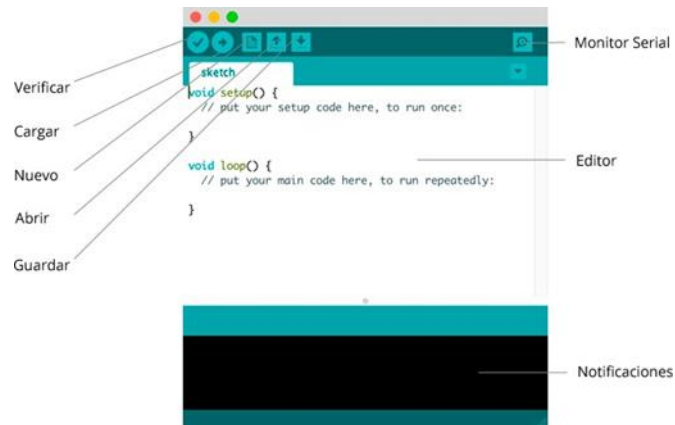 Monitor Serial
sketch
Verificar
void setup() {
// put your setup code here, to run once:
}
Cargar
Nuevo
void loop() {
// put your main code here, to run repeatedly:
}
Editor
Abrir
Guardar
Notificaciones